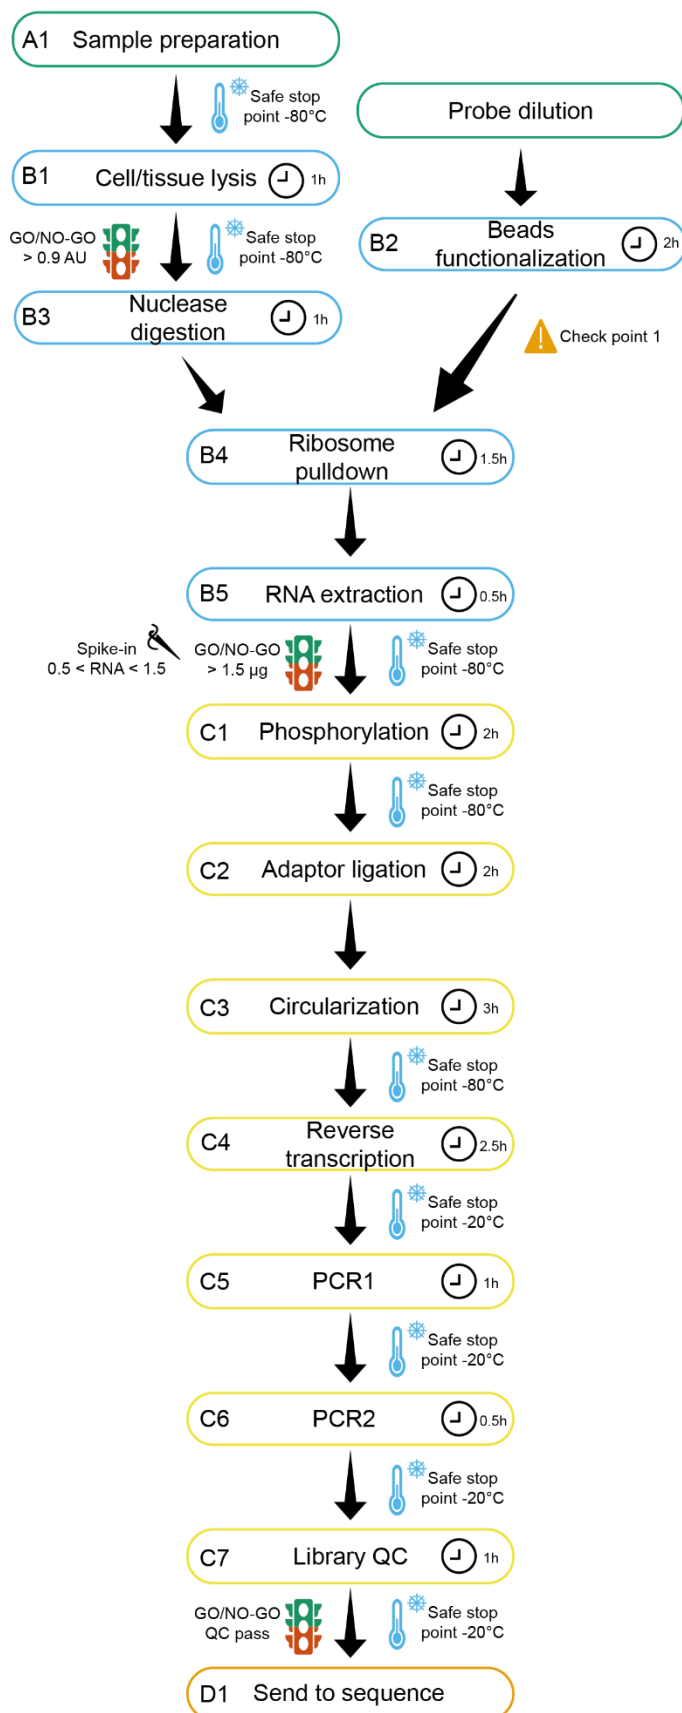 A1 Sample preparation
Safe stop
point -80°C
Probe dilution
B1 Cell/tissue lysis 1h
GO/NO-GO
> 0.9 AU
Safe stop
point -80°C
B2 Beads
functionalization 2h
B3 Nuclease
digestion 1h
Check point 1
B4 Ribosome
pulldown 1.5h
B5 RNA extraction 0.5h
Spike-in
0.5 < RNA < 1.5
GO/NO-GO
> 1.5 µg
Safe stop
point -80°C
C1 Phosphorylation 2h
Safe stop
point -80°C
C2 Adaptor ligation 2h
C3 Circularization 3h
Safe stop
point -80°C
C4 Reverse
transcription 2.5h
Safe stop
point -20°C
C5 PCR1 1h
Safe stop
point -20°C
C6 PCR2 0.5h
Safe stop
point -20°C
C7 Library QC 1h
GO/NO-GO
QC pass
Safe stop
point -20°C
D1 Send to sequence